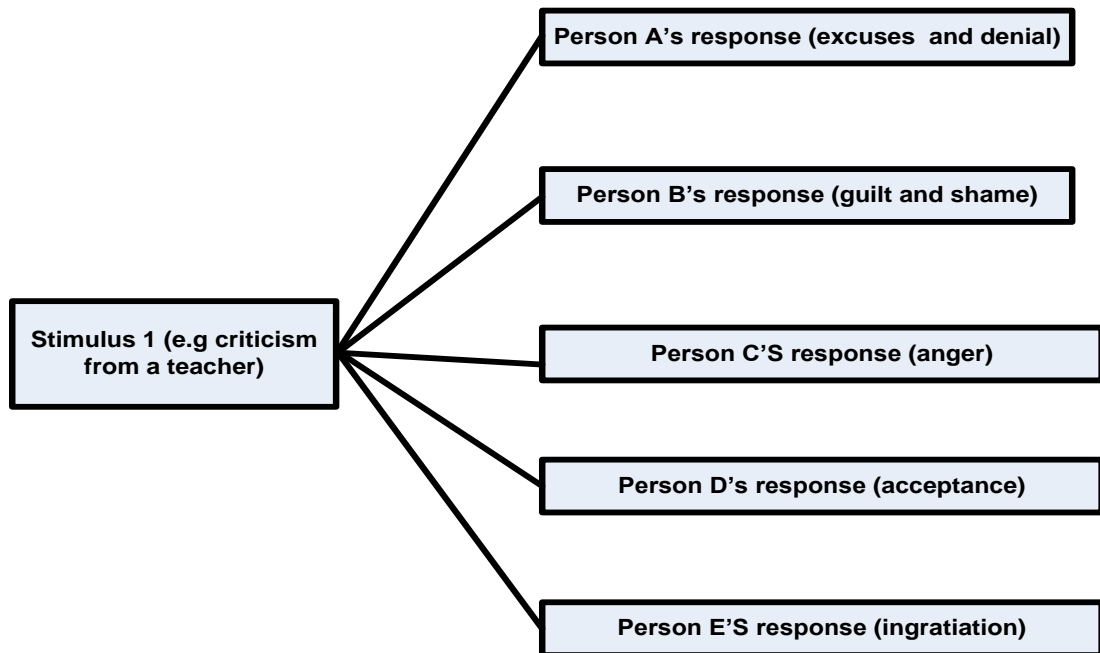 Person A’s response (excuses and denial)
Person B’s response (guilt and shame)
Stimulus 1 (e.g criticism
from a teacher)
Person C’S response (anger)
Person D’s response (acceptance)
Person E’S response (ingratiation)